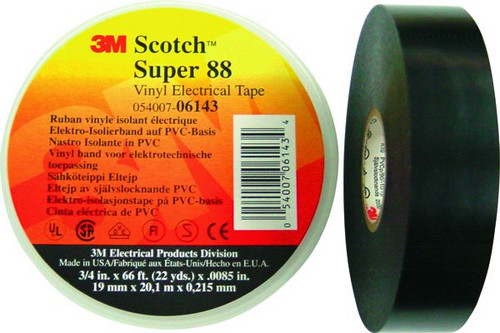 3M Scotch™
Super 88
Vinyl Electrical Tape
054007-06143
Ruban vinyle isolant électrique
Elektro-Isolierband auf PVC-Basis
Nastro Isolante in PVC
Vinyl band voor elektrotechnische
toepassing
Sähköteippi Eltejp
Eltejp av självslocknande PVC
Elektro-isolasjonstape på PVC-basis
Cinta eléctrica de PVC
0 54007 06143 4
UL
3M Electrical Products Division
Made in USA/Fabriqué aux États-Unis/Hecho en E.U.A.
3/4 in. x 66 ft. (22 yds.) x .0085 in.
19 mm x 20,1 m x 0,215 mm